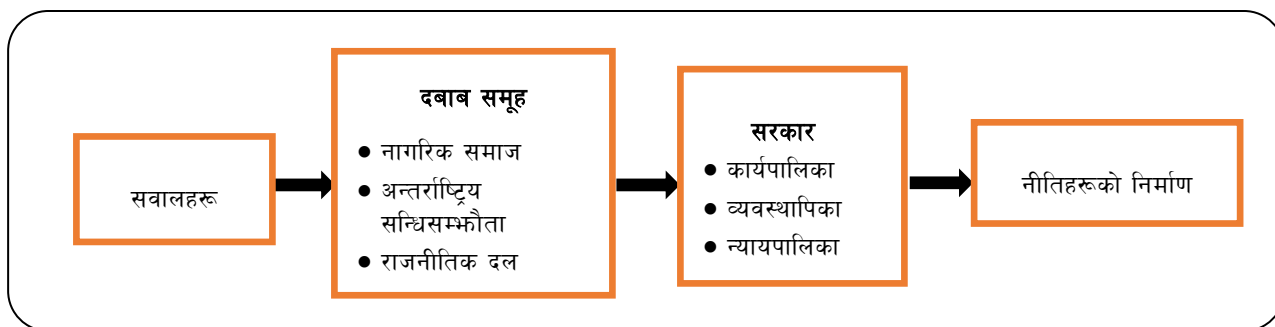 सवालहरू
दबाब समूह
● नागरिक समाज
● अन्तर्राष्ट्रिय
सन्धिसम्झौता
● राजनीतिक दल
सरकार
● कार्यपालिका
● व्यवस्थापिका
● न्यायपालिका
नीतिहरूको निर्माण